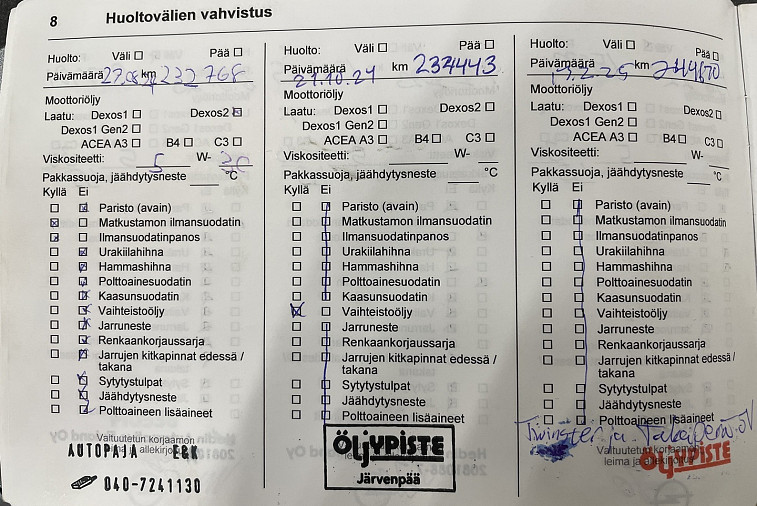 8 Huoltovälien vahvistus
Huolto: Väli Pää
Päivämäärä 27.08.24 km 232768
Moottoriöljy
Laatu: Dexos1 Dexos2
Dexos1 Gen2
ACEA A3 B4 C3
Viskositeetti: 5 W- 30
Pakkassuoja, jäähdytysneste °C
Kyllä Ei
Paristo (avain)
Matkustamon ilmansuodatin
Ilmansuodatinpanos
Urakiilahihna
Hammashihna
Polttoainesuodatin
Kaasunsuodatin
Vaihteistoöljy
Jarruneste
Renkaankorjaussarja
Jarrujen kitkapinnat edessä /
takana
Sytytystulpat
Jäähdytysneste
Polttoaineen lisäaineet
Valtuutetun korjaamon
AUTOPAJA E&K
040-7241130
Huolto: Väli Pää
Päivämäärä 21.10.24 km 237443
Moottoriöljy
Laatu: Dexos1 Dexos2
Dexos1 Gen2
ACEA A3 B4 C3
Viskositeetti: W-
Pakkassuoja, jäähdytysneste °C
Kyllä Ei
Paristo (avain)
Matkustamon ilmansuodatin
Ilmansuodatinpanos
Urakiilahihna
Hammashihna
Polttoainesuodatin
Kaasunsuodatin
Vaihteistoöljy
Jarruneste
Renkaankorjaussarja
Jarrujen kitkapinnat edessä /
takana
Sytytystulpat
Jäähdytysneste
Polttoaineen lisäaineet
ÖLJYPISTE
Järvenpää
Huolto: Väli Pää
Päivämäärä km
Moottoriöljy
Laatu: Dexos1 Dexos2
Dexos1 Gen2
ACEA A3 B4 C3
Viskositeetti: W-
Pakkassuoja, jäähdytysneste °C
Kyllä Ei
Paristo (avain)
Matkustamon ilmansuodatin
Ilmansuodatinpanos
Urakiilahihna
Hammashihna
Polttoainesuodatin
Kaasunsuodatin
Vaihteistoöljy
Jarruneste
Renkaankorjaussarja
Jarrujen kitkapinnat edessä /
takana
Sytytystulpat
Jäähdytysneste
Polttoaineen lisäaineet
ja
Valtuutetun korjaamon
leima ja allekirjoitus
ÖLJYPISTE